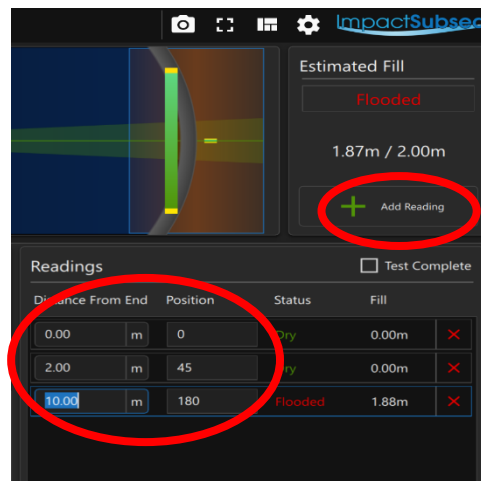 ImpactSubsea
Estimated Fill
Flooded
1.87m / 2.00m
Add Reading
Readings
Test Complete
Distance From End Position Status Fill
0.00 m 0 Dry 0.00m
2.00 m 45 Dry 0.00m
10.00 m 180 Flooded 1.88m